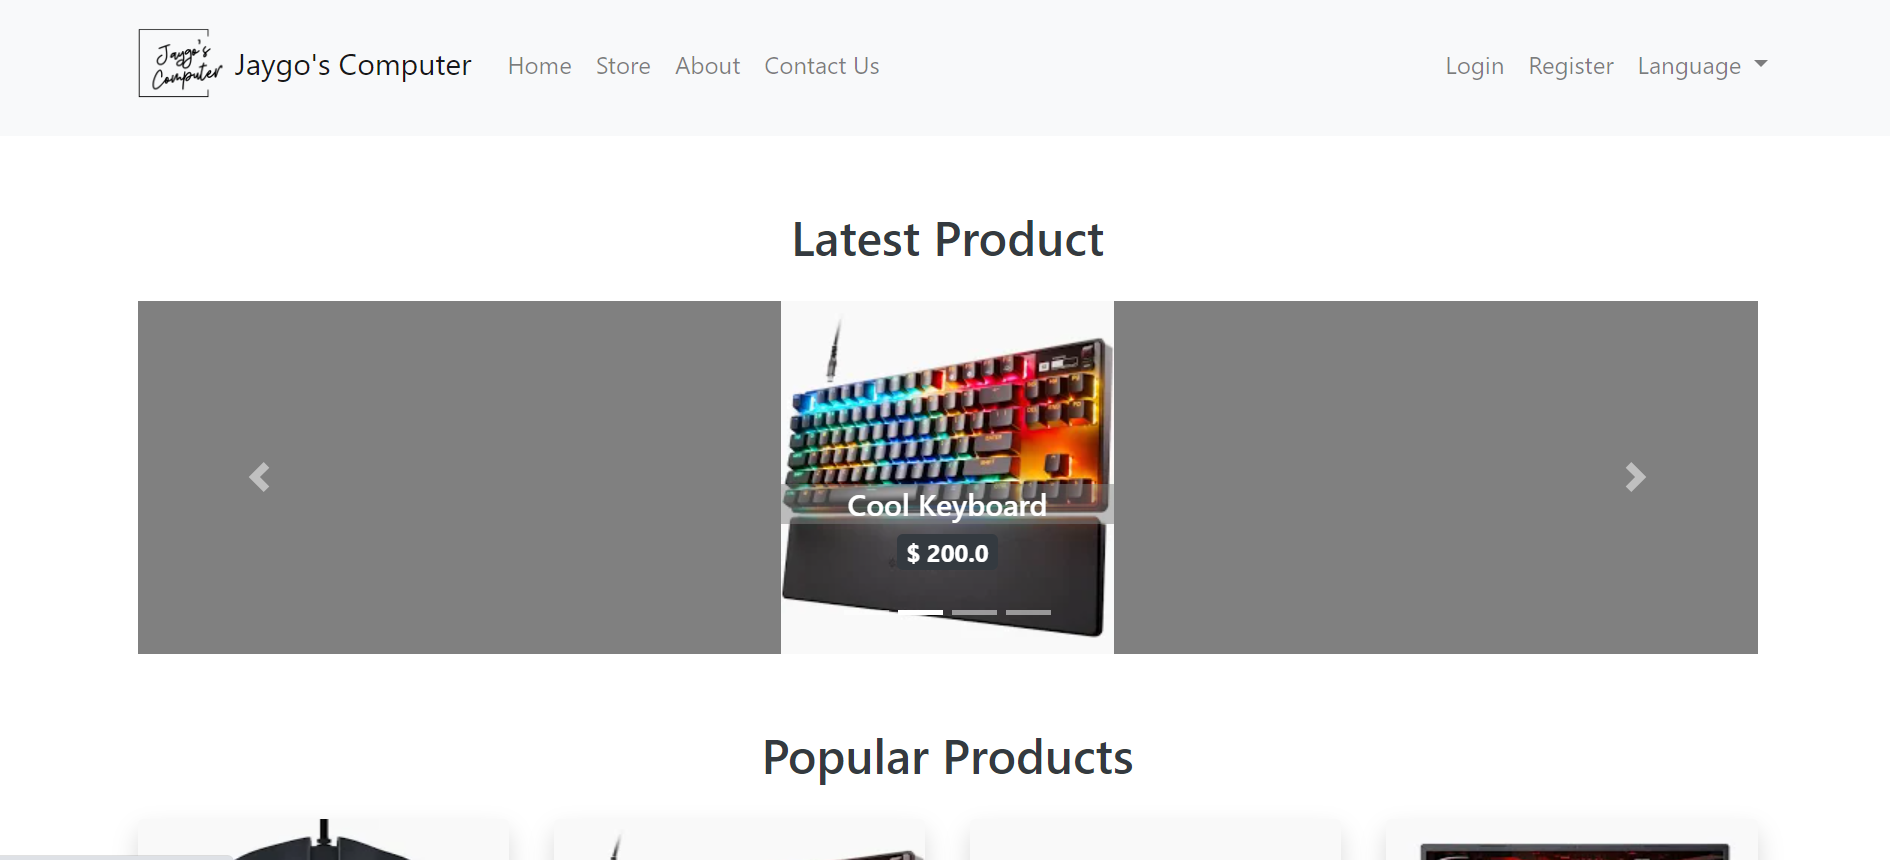 Jaygo's
Computer
Jaygo's Computer
Home
Store
About
Contact Us
Login
Register
Language
Latest Product
Cool Keyboard
$ 200.0
Popular Products